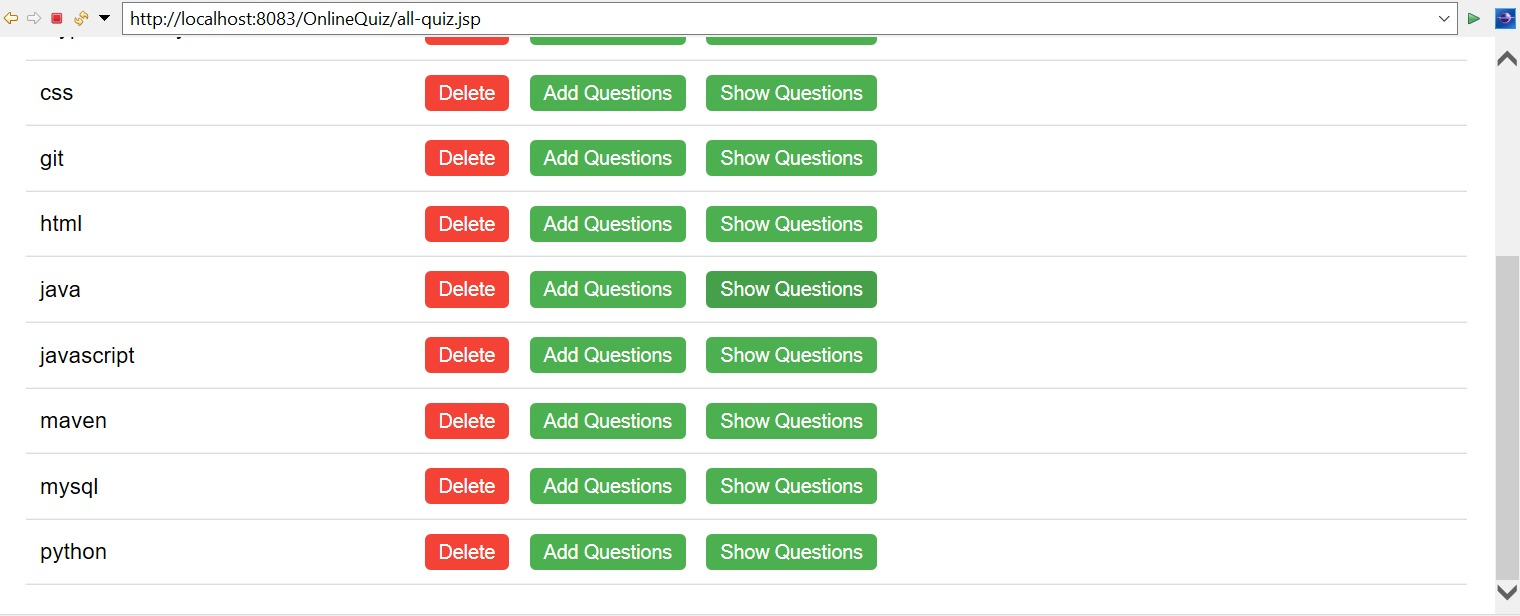 http://localhost:8083/OnlineQuiz/all-quiz.jsp
css Delete Add Questions Show Questions
git Delete Add Questions Show Questions
html Delete Add Questions Show Questions
java Delete Add Questions Show Questions
javascript Delete Add Questions Show Questions
maven Delete Add Questions Show Questions
mysql Delete Add Questions Show Questions
python Delete Add Questions Show Questions